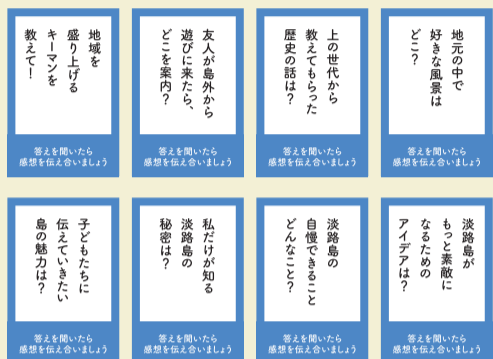 地域を
盛り上げる
キーマンを
教えて！
答えを聞いたら
感想を伝え合いましょう
友人が島外から
遊びに来たら、
どこを案内？
答えを聞いたら
感想を伝え合いましょう
上の世代から
教えてもらった
歴史の話は？
答えを聞いたら
感想を伝え合いましょう
地元の中で
好きな風景は
どこ？
答えを聞いたら
感想を伝え合いましょう
子どもたちに
伝えていきたい
島の魅力は？
答えを聞いたら
感想を伝え合いましょう
私だけが知る
淡路島の
秘密は？
答えを聞いたら
感想を伝え合いましょう
淡路島の
自慢できること
どんなこと？
答えを聞いたら
感想を伝え合いましょう
淡路島が
もっと素敵に
なるための
アイデアは？
答えを聞いたら
感想を伝え合いましょう